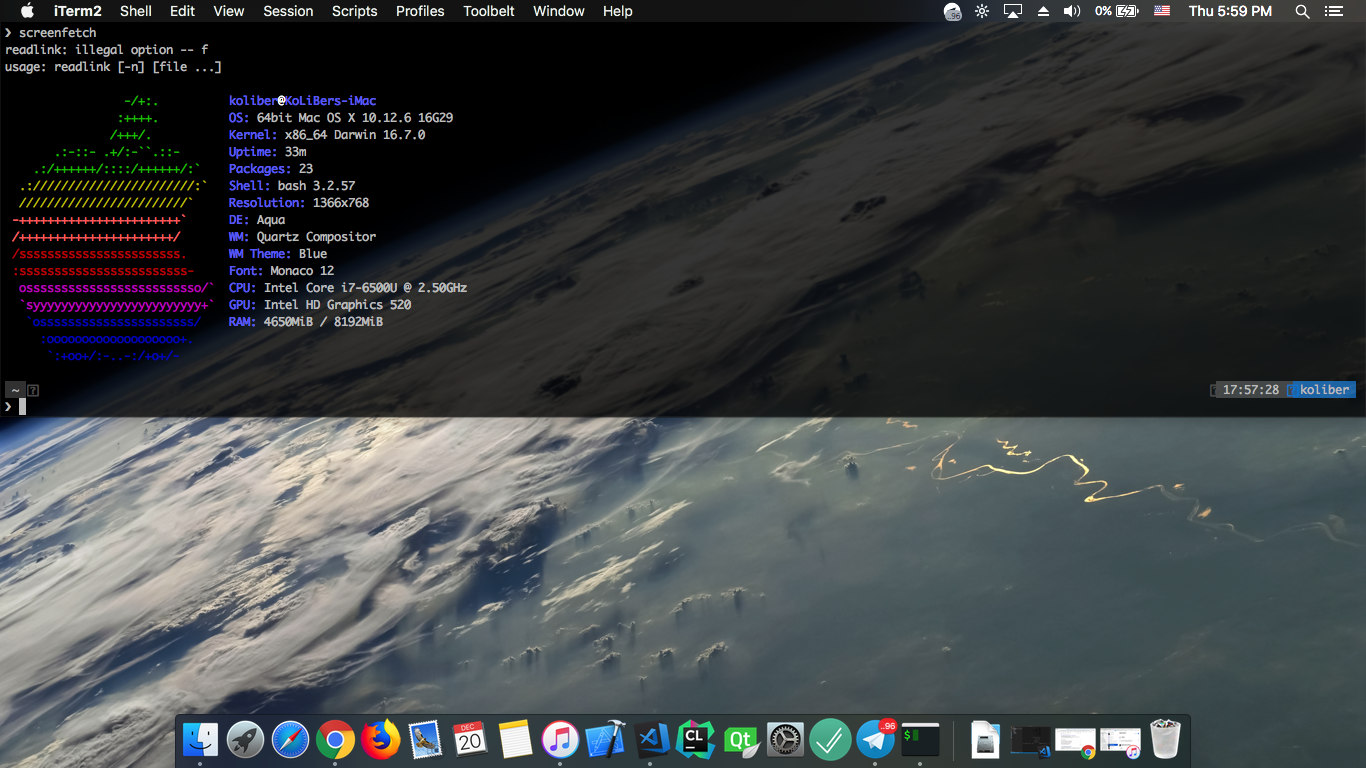 iTerm2 Shell Edit View Session Scripts Profiles Toolbelt Window Help 96 0% Thu 5:59 PM
❯ screenfetch
readlink: illegal option -- f
usage: readlink [-n] [file ...]
-/+:. koliber@KoLiBers-iMac
:++++. OS: 64bit Mac OS X 10.12.6 16G29
/+++/. Kernel: x86_64 Darwin 16.7.0
.:-::- .+/:-``.::- Uptime: 33m
.:/++++++/::::/++++++/:` Packages: 23
.:///////////////////////:` Shell: bash 3.2.57
////////////////////////` Resolution: 1366x768
-+++++++++++++++++++++++` DE: Aqua
/++++++++++++++++++++++/ WM: Quartz Compositor
/sssssssssssssssssssssss. WM Theme: Blue
:ssssssssssssssssssssssss- Font: Monaco 12
osssssssssssssssssssssssso/` CPU: Intel Core i7-6500U @ 2.50GHz
`syyyyyyyyyyyyyyyyyyyyyyyy+` GPU: Intel HD Graphics 520
`ossssssssssssssssssssss/ RAM: 4650MiB / 8192MiB
:ooooooooooooooooooo+.
`:+oo+/:-..-:/+o+/-
~ 17:57:28 koliber
❯
DEC
20
CL
Qt
96
$